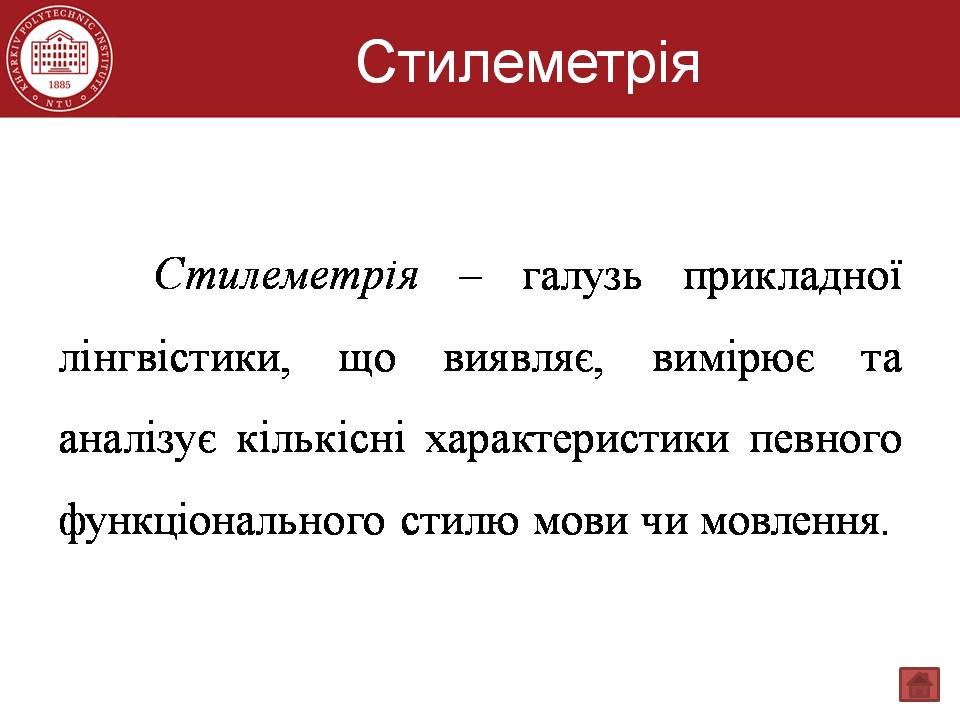 KHARKIV POLYTECHNIC INSTITUTE
1885
NTU
Стилеметрія
Стилеметрія – галузь прикладної
лінгвістики, що виявляє, вимірює та
аналізує кількісні характеристики певного
функціонального стилю мови чи мовлення.